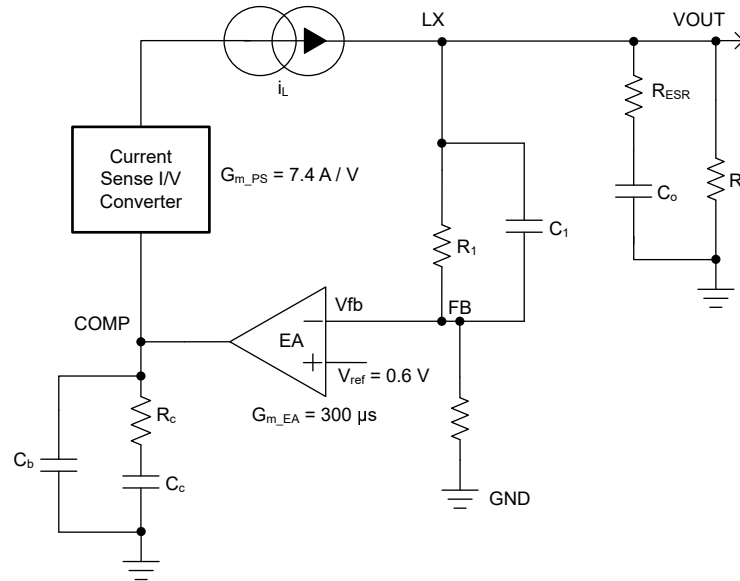 LX
VOUT
iL
RESR
Current
Sense I/V
Converter
Gm_PS = 7.4 A / V
Co
R
R1
C1
Vfb
FB
COMP
EA
Vref = 0.6 V
Gm_EA = 300 µs
Rc
Cb
Cc
GND